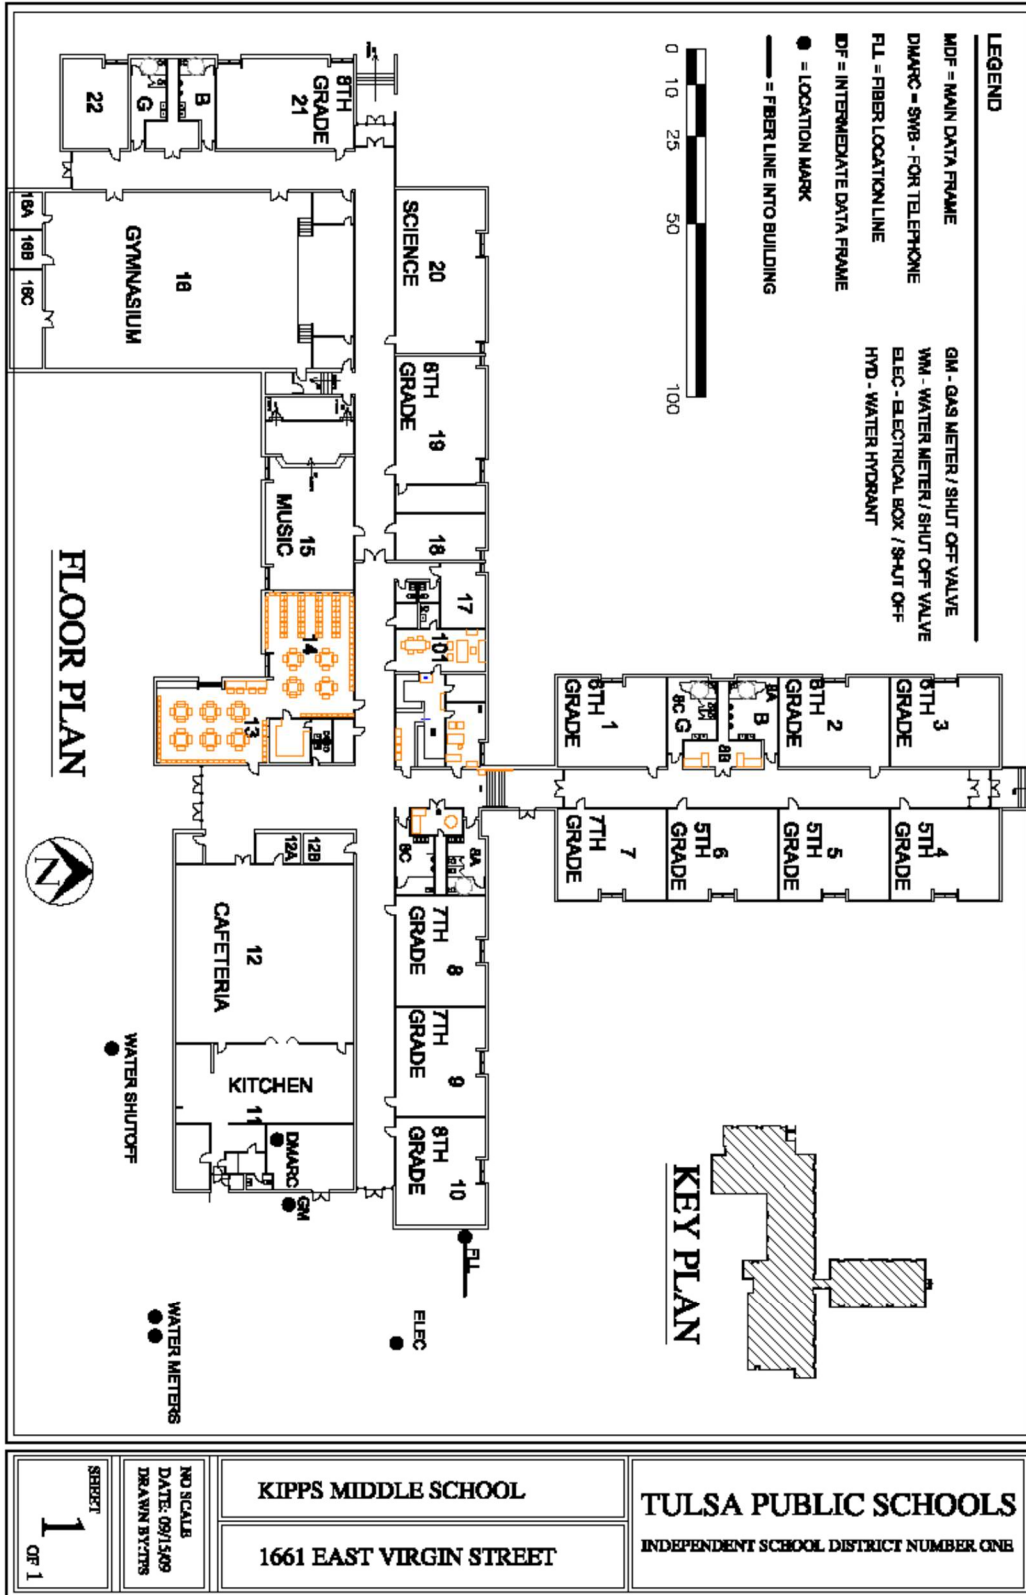 LEGEND
MDF = MAIN DATA FRAME
DMARC = SWB - FOR TELEPHONE
FLL = FIBER LOCATION LINE
IDF = INTERMEDIATE DATA FRAME
= LOCATION MARK
= FIBER LINE INTO BUILDING
GM - GAS METER / SHUT OFF VALVE
WM - WATER METER / SHUT OFF VALVE
ELEC - ELECTRICAL BOX / SHUT OFF
HYD - WATER HYDRANT
0 10 25 50 100
22
G
B
8TH
GRADE
21
16A
16B
16C
16
GYMNASIUM
20
SCIENCE
8TH
19
GRADE
18
17
101
15
MUSIC
14
13
6TH 1
GRADE
8C G
B 8A
8B
6TH 2
GRADE
6TH 3
GRADE
7TH 7
GRADE
5TH 6
GRADE
5TH 5
GRADE
5TH 4
GRADE
8C
8A
7TH 8
GRADE
7TH 9
GRADE
8TH 10
GRADE
12A
12B
12
CAFETERIA
KITCHEN
11
DMARC
GM
FLL
ELEC
WATER SHUTOFF
WATER METERS
N
FLOOR PLAN
KEY PLAN
TULSA PUBLIC SCHOOLS
INDEPENDENT SCHOOL DISTRICT NUMBER ONE
KIPPS MIDDLE SCHOOL
1661 EAST VIRGIN STREET
NO SCALE
DATE: 09/15/09
DRAWN BY:TPS
SHEET
1
OF 1